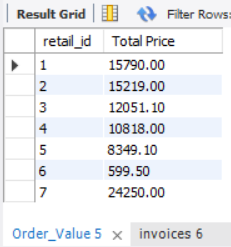 Result Grid Filter Rows:
retail_id Total Price
1 15790.00
2 15219.00
3 12051.10
4 10818.00
5 8349.10
6 599.50
7 24250.00
Order_Value 5 × invoices 6